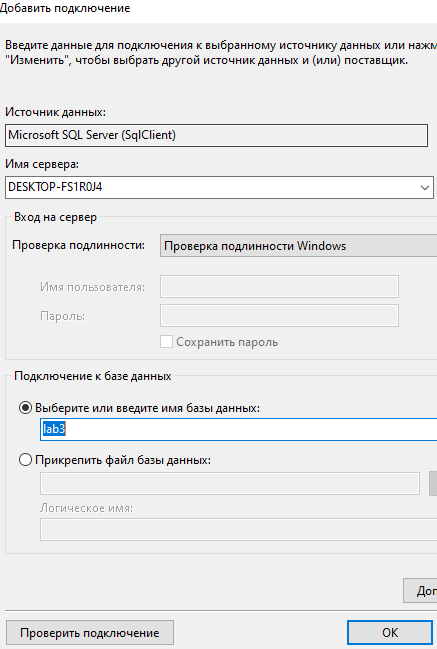 Добавить подключение
Введите данные для подключения к выбранному источнику данных или нажм
"Изменить", чтобы выбрать другой источник данных и (или) поставщик.
Источник данных:
Microsoft SQL Server (SqlClient)
Имя сервера:
DESKTOP-FS1R0J4
Вход на сервер
Проверка подлинности:
Проверка подлинности Windows
Имя пользователя:
Пароль:
Сохранить пароль
Подключение к базе данных
Выберите или введите имя базы данных:
lab3
Прикрепить файл базы данных:
Логическое имя:
Доп
Проверить подключение
OK